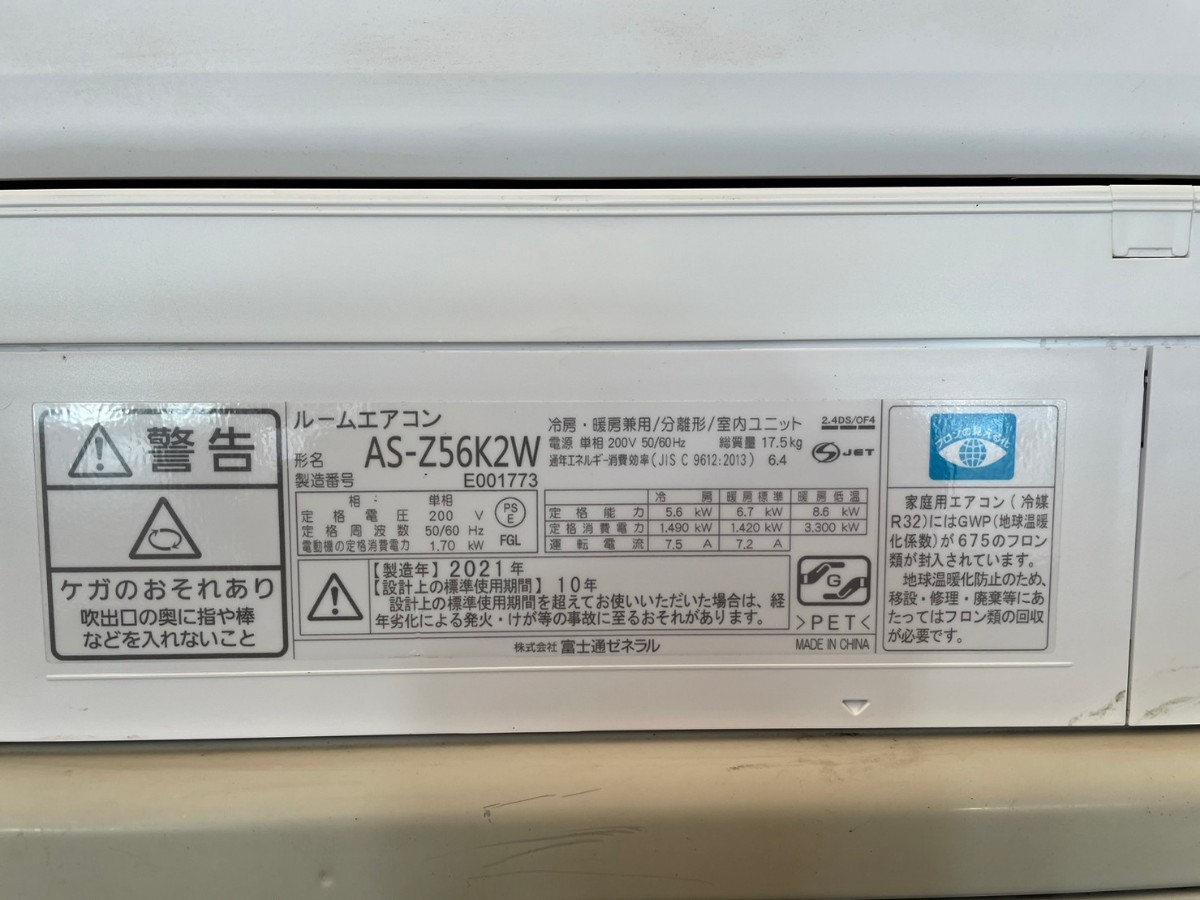 警告
ケガのおそれあり
吹出口の奥に指や棒
などを入れないこと
ルームエアコン
形名 AS-Z56K2W
製造番号 E001773
冷房・暖房兼用/分離形/室内ユニット
電源 単相 200V 50/60Hz 総質量 17.5kg
通年エネルギー消費効率(JIS C 9612:2013) 6.4
2.4DS/OF4
S JET
相 単相
定格電圧 200 V
定格周波数 50/60 Hz
電動機の定格消費電力 1.70 kW
PS
E
FGL
冷房 暖房標準 暖房低温
定格能力 5.6 kW 6.7 kW 8.6 kW
定格消費電力 1.490 kW 1.420 kW 3.300 kW
運転電流 7.5 A 7.2 A
【製造年】2021年
【設計上の標準使用期間】10年
設計上の標準使用期間を超えてお使いいただいた場合は、経
年劣化による発火・けが等の事故に至るおそれがあります。
G
>PET<
株式会社 富士通ゼネラル
MADE IN CHINA
フロンの見える化
家庭用エアコン(冷媒
R32)にはGWP(地球温暖
化係数)が675のフロン
類が封入されています。
地球温暖化防止のため、
移設・修理・廃棄等にあ
たってはフロン類の回収
が必要です。